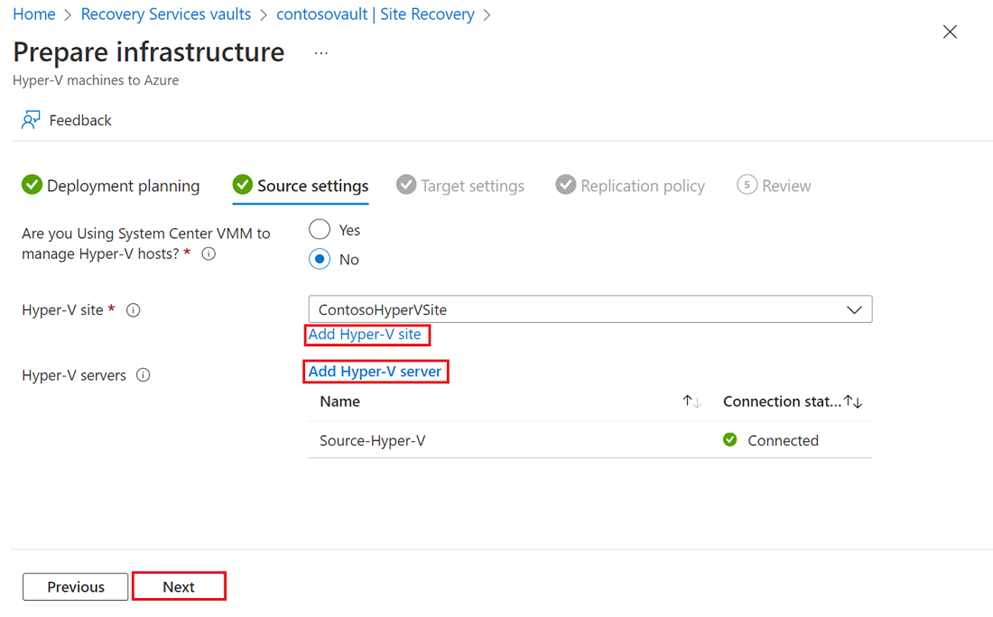 Home > Recovery Services vaults > contosovault | Site Recovery >
Prepare infrastructure ...
Hyper-V machines to Azure
Feedback
Deployment planning Source settings Target settings Replication policy 5 Review
Are you Using System Center VMM to
manage Hyper-V hosts? *
Yes
No
Hyper-V site * ContosoHyperVSite
Add Hyper-V site
Hyper-V servers Add Hyper-V server
Name ↑↓ Connection stat...↑↓
Source-Hyper-V Connected
Previous Next